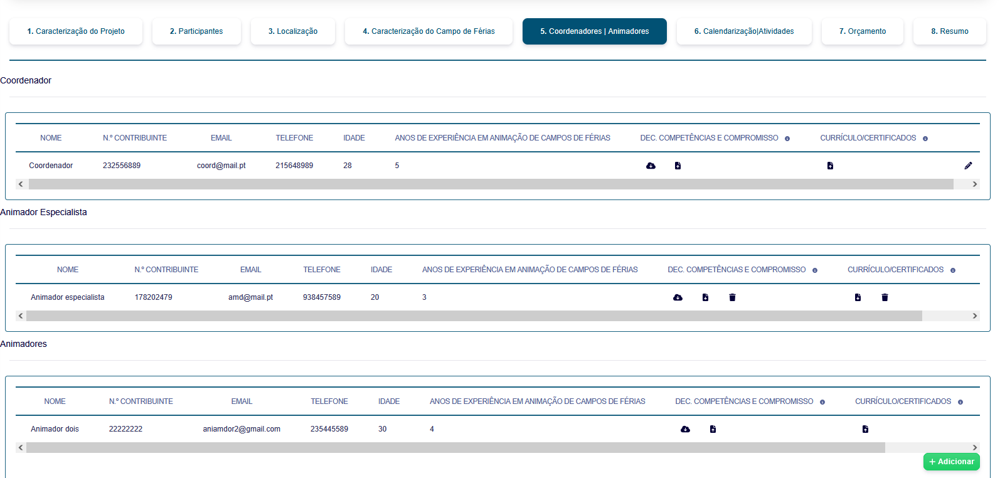 1. Caracterização do Projeto 2. Participantes 3. Localização 4. Caracterização do Campo de Férias 5. Coordenadores | Animadores 6. Calendarização|Atividades 7. Orçamento 8. Resumo
Coordenador
NOME N.º CONTRIBUINTE EMAIL TELEFONE IDADE ANOS DE EXPERIÊNCIA EM ANIMAÇÃO DE CAMPOS DE FÉRIAS DEC. COMPETÊNCIAS E COMPROMISSO CURRÍCULO/CERTIFICADOS
Coordenador 232556889 coord@mail.pt 215648989 28 5
Animador Especialista
NOME N.º CONTRIBUINTE EMAIL TELEFONE IDADE ANOS DE EXPERIÊNCIA EM ANIMAÇÃO DE CAMPOS DE FÉRIAS DEC. COMPETÊNCIAS E COMPROMISSO CURRÍCULO/CERTIFICADOS
Animador especialista 178202479 amd@mail.pt 938457589 20 3
Animadores
NOME N.º CONTRIBUINTE EMAIL TELEFONE IDADE ANOS DE EXPERIÊNCIA EM ANIMAÇÃO DE CAMPOS DE FÉRIAS DEC. COMPETÊNCIAS E COMPROMISSO CURRÍCULO/CERTIFICADOS
Animador dois 22222222 aniamdor2@gmail.com 235445589 30 4
+ Adicionar